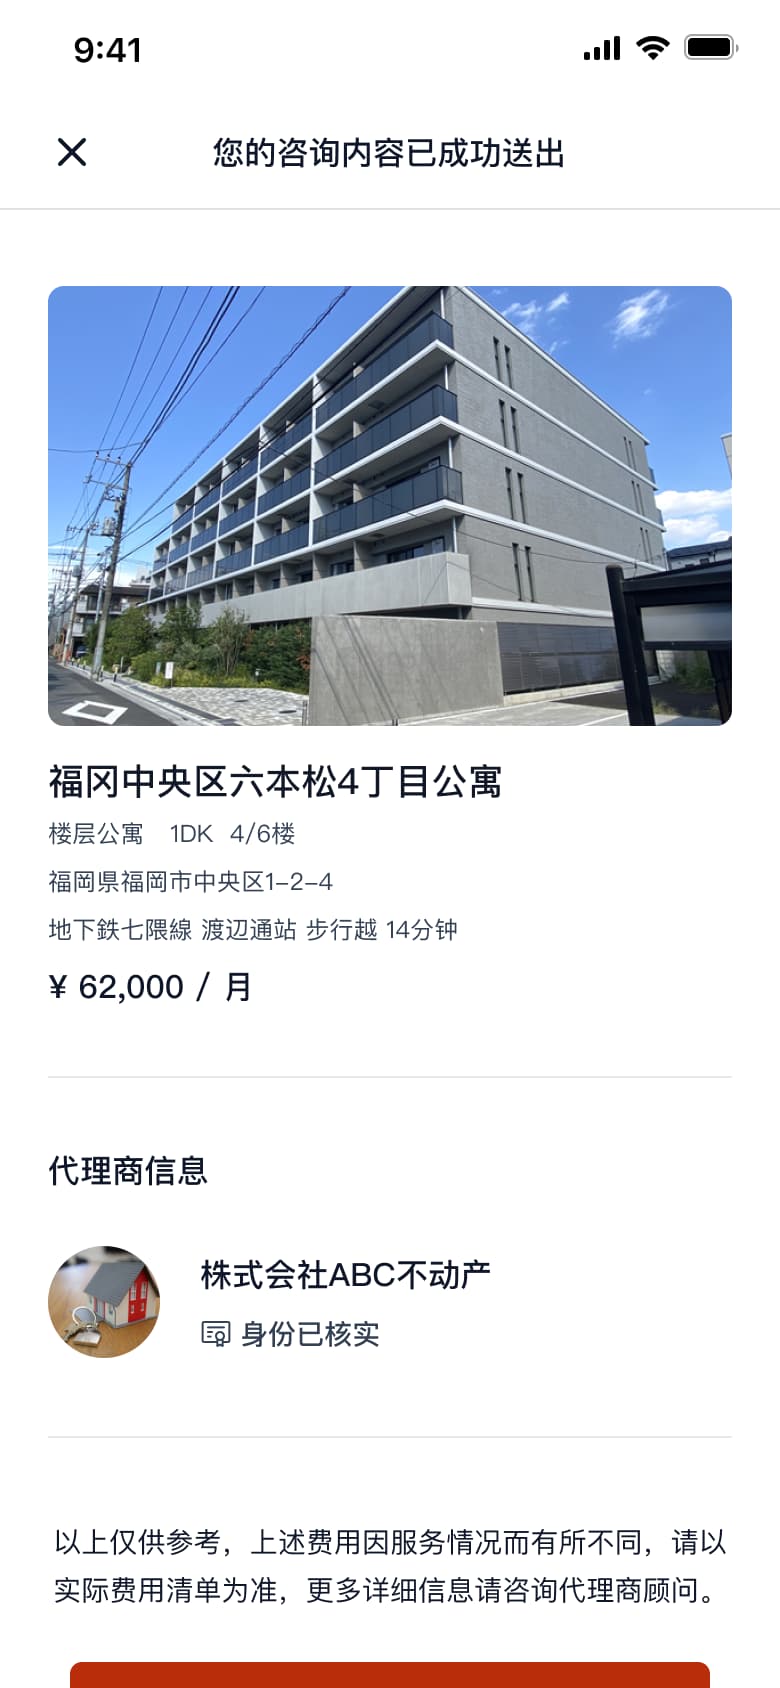 9:41
您的咨询内容已成功送出
福冈中央区六本松4丁目公寓
楼层公寓 1DK 4/6楼
福岡県福岡市中央区1-2-4
地下鉄七隈線 渡辺通站 步行越 14分钟
¥ 62,000 / 月
代理商信息
株式会社ABC不动产
身份已核实
以上仅供参考，上述费用因服务情况而有所不同，请以
实际费用清单为准，更多详细信息请咨询代理商顾问。